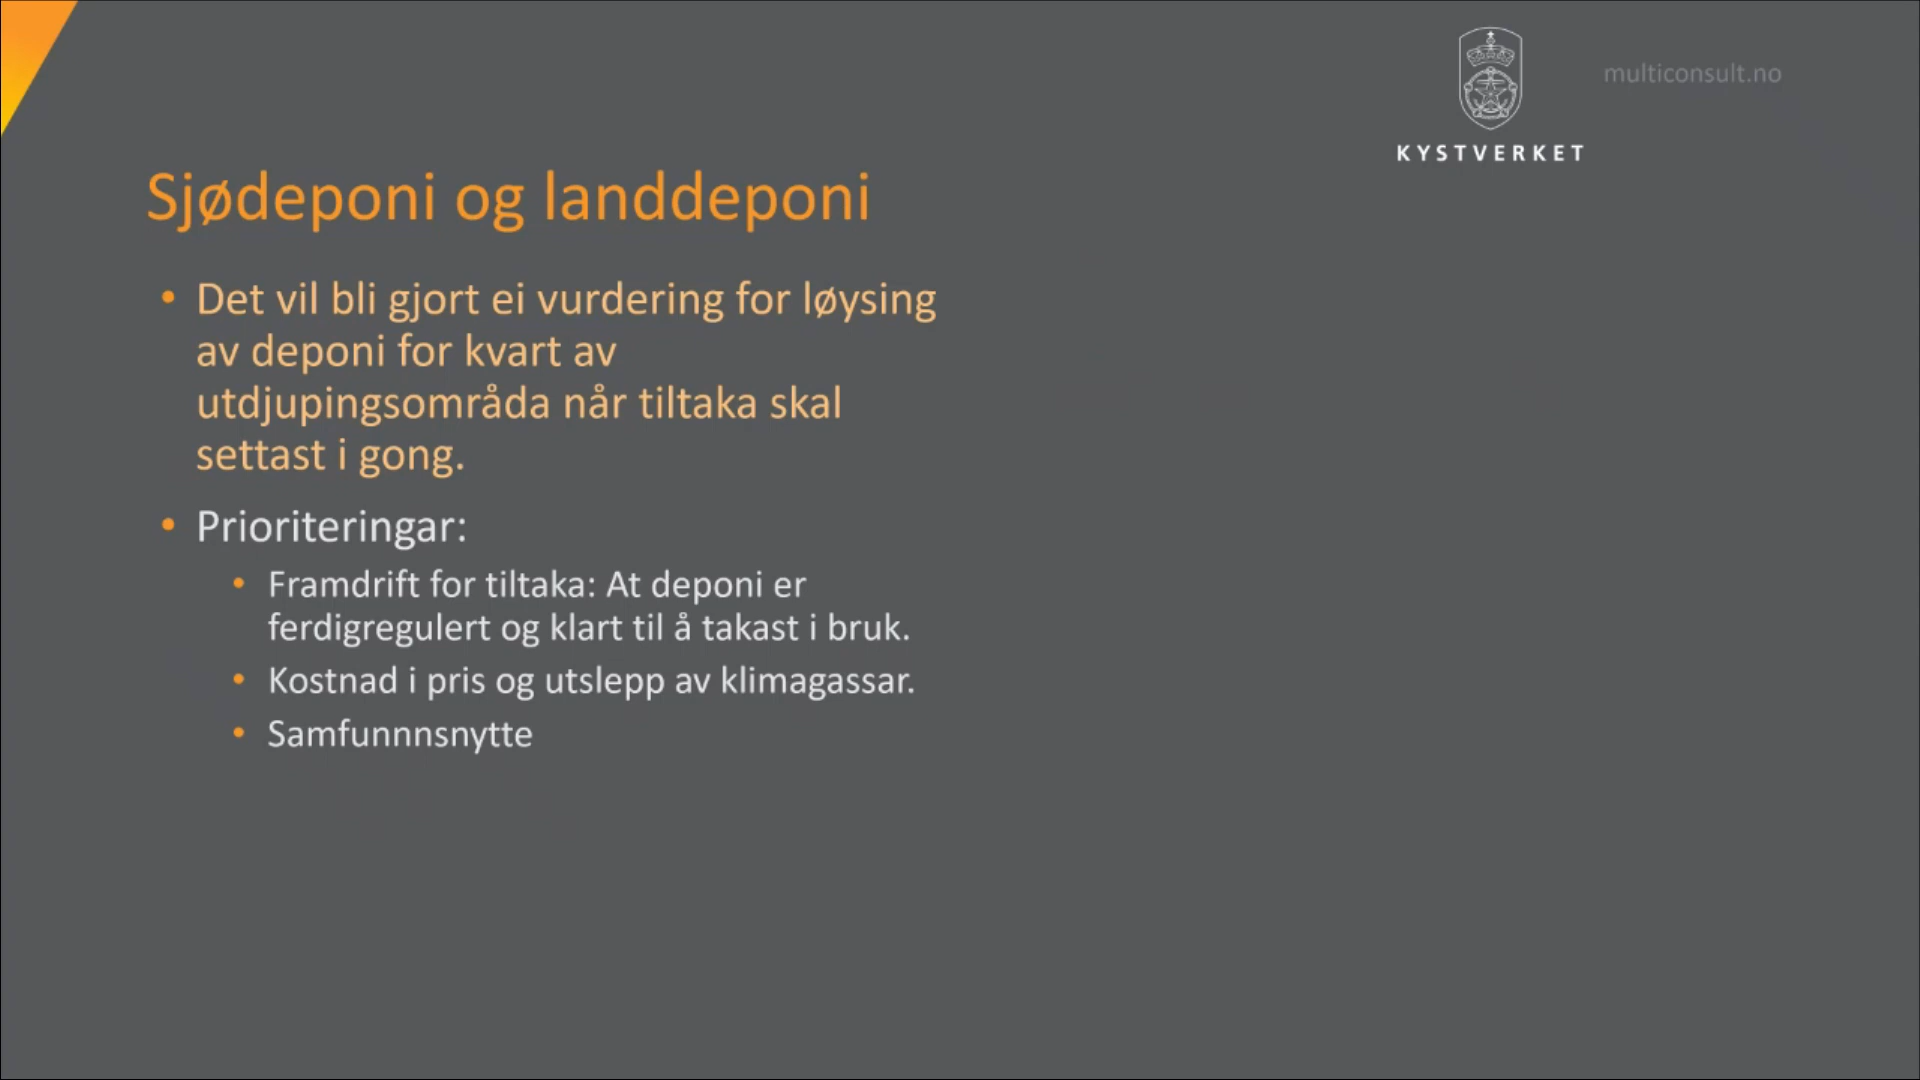 multiconsult.no
KYSTVERKET
Sjødeponi og landdeponi
• Det vil bli gjort ei vurdering for løysing
av deponi for kvart av
utdjupingsområda når tiltaka skal
settast i gong.
• Prioriteringar:
• Framdrift for tiltaka: At deponi er
ferdigregulert og klart til å takast i bruk.
• Kostnad i pris og utslepp av klimagassar.
• Samfunnnsnytte